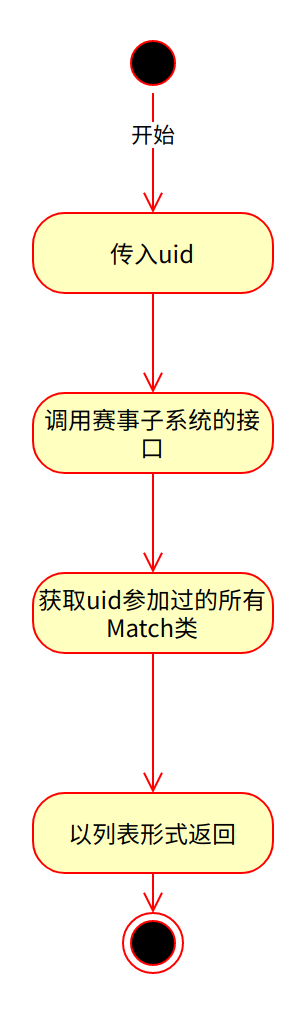 开始
传入uid
调用赛事子系统的接
口
获取uid参加过的所有
Match类
以列表形式返回